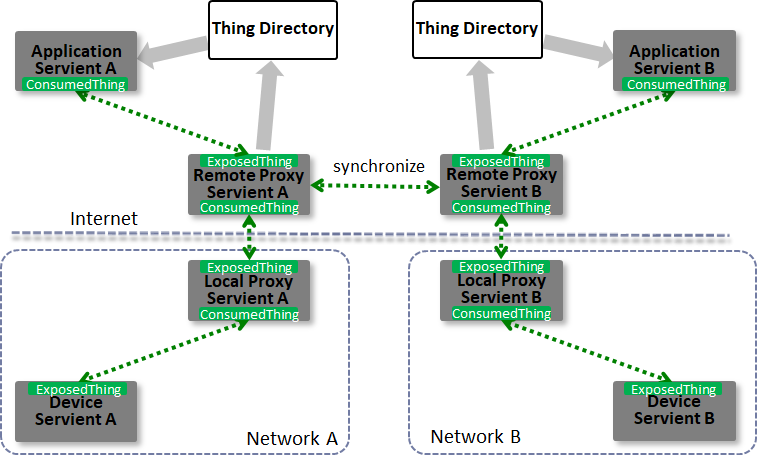 Thing Directory
Thing Directory
Application
Servient A
ConsumedThing
Application
Servient B
ConsumedThing
ExposedThing
Remote Proxy
Servient A
ConsumedThing
synchronize
ExposedThing
Remote Proxy
Servient B
ConsumedThing
Internet
ExposedThing
Local Proxy
Servient A
ConsumedThing
ExposedThing
Local Proxy
Servient B
ConsumedThing
ExposedThing
Device
Servient A
Network A
Network B
ExposedThing
Device
Servient B